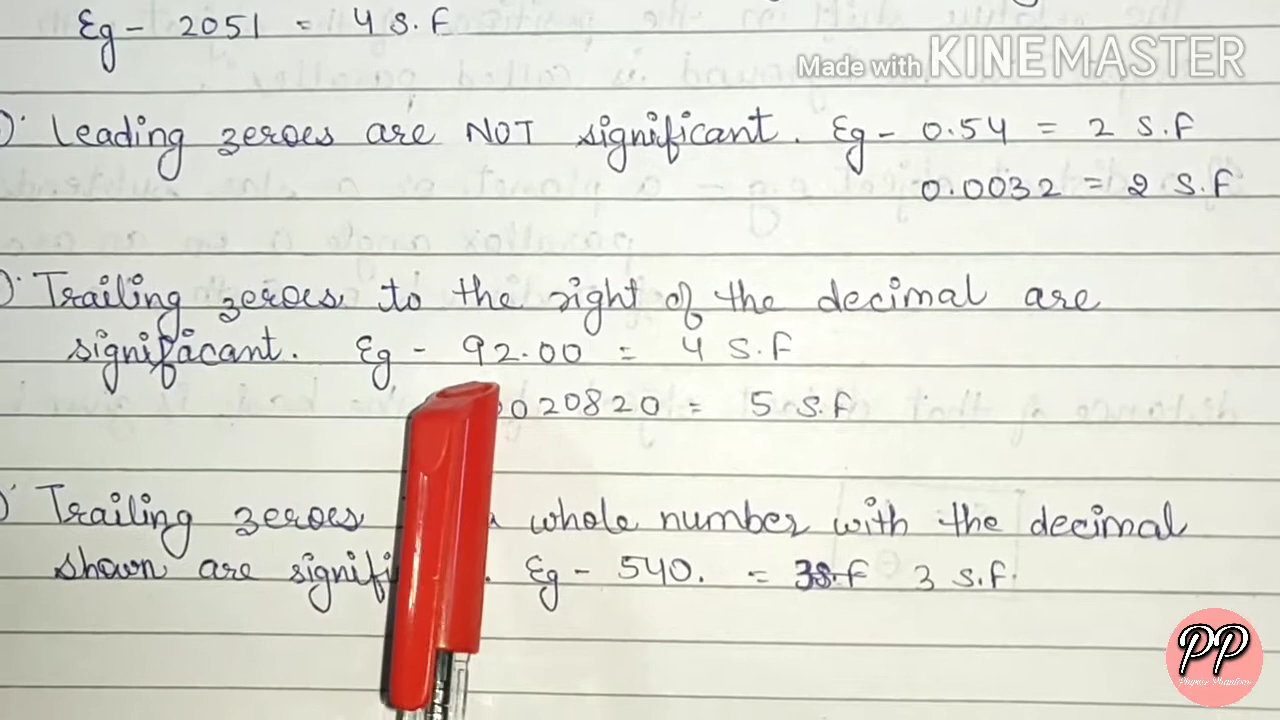 Eg - 2051 = 4 S.F
Made with KINEMASTER
Leading zeroes are NOT significant. Eg - 0.54 = 2 S.F
0.0032 = 2 S.F
Trailing zeroes to the right of the decimal are
significant. Eg - 92.00 = 4 S.F
020820 = 5 S.F
Trailing zeroes whole number with the decimal
shown are signifi . Eg - 540. = 3 S.F
PP